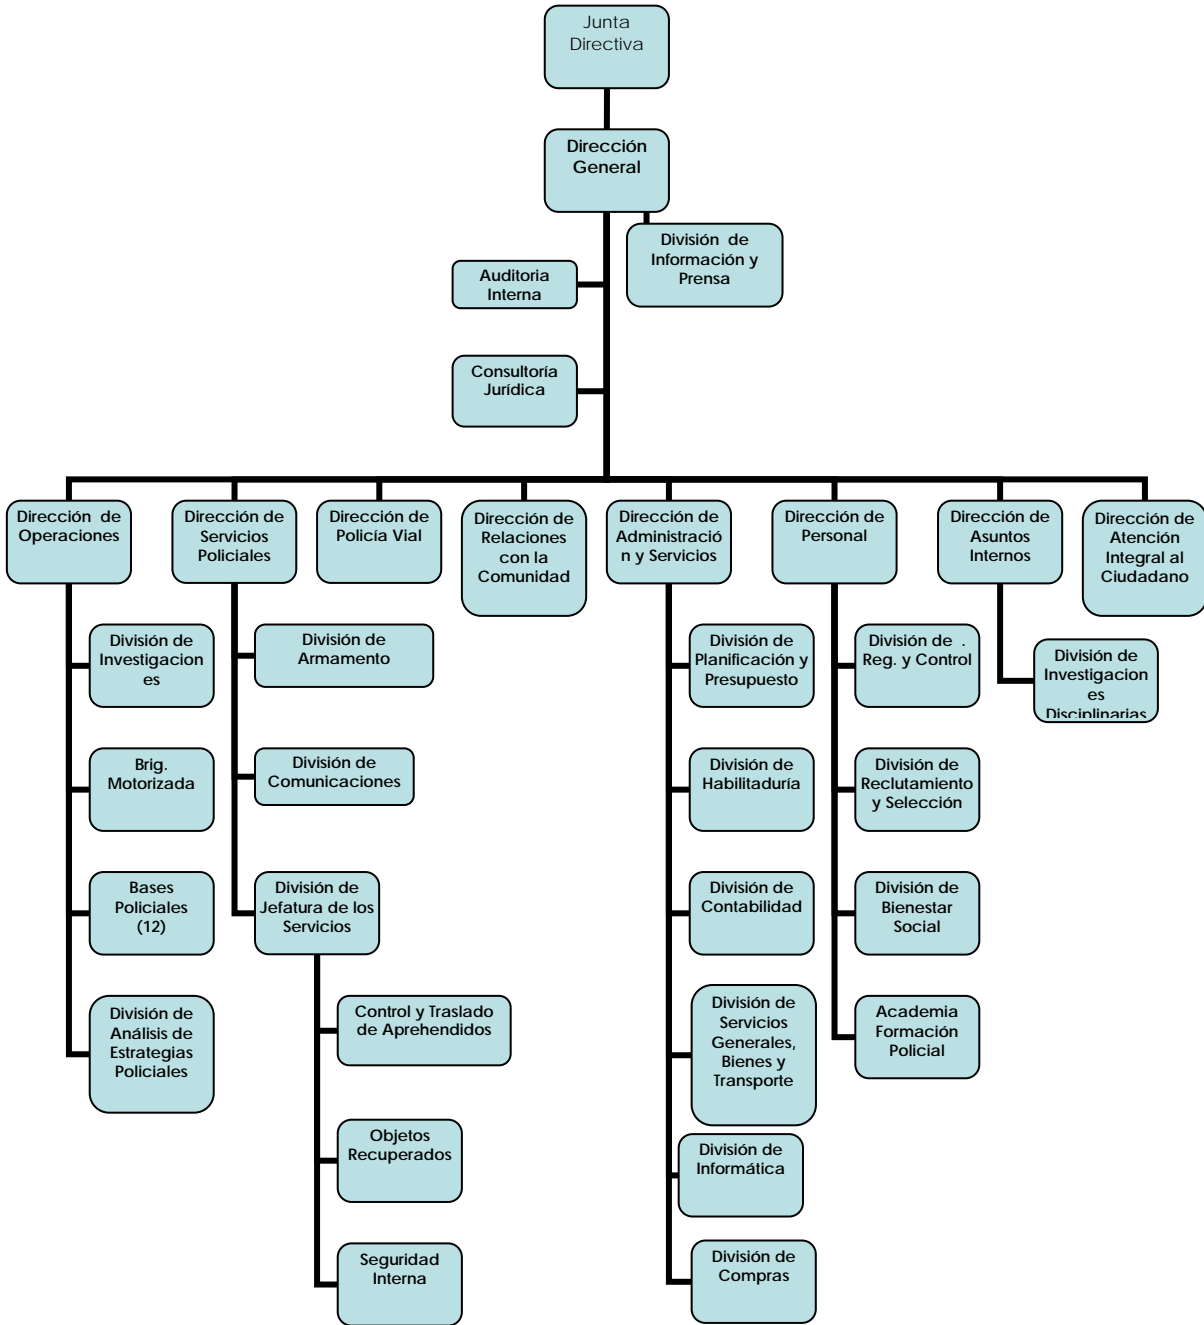 Junta
Directiva
Dirección
General
División de
Información y
Prensa
Auditoria
Interna
Consultoría
Jurídica
Dirección de
Operaciones
Dirección de
Servicios
Policiales
Dirección de
Policía Vial
Dirección de
Relaciones
con la
Comunidad
Dirección de
Administració
n y Servicios
Dirección de
Personal
Dirección de
Asuntos
Internos
Dirección de
Atención
Integral al
Ciudadano
División de
Investigacion
es
Brig.
Motorizada
Bases
Policiales
(12)
División de
Análisis de
Estrategias
Policiales
División de
Armamento
División de
Comunicaciones
División de
Jefatura de los
Servicios
Control y Traslado
de Aprehendidos
Objetos
Recuperados
Seguridad
Interna
División de
Planificación y
Presupuesto
División de
Habilitaduría
División de
Contabilidad
División de
Servicios
Generales,
Bienes y
Transporte
División de
Informática
División de
Compras
División de .
Reg. y Control
División de
Reclutamiento
y Selección
División de
Bienestar
Social
Academia
Formación
Policial
División de
Investigacion
es
Disciplinarias